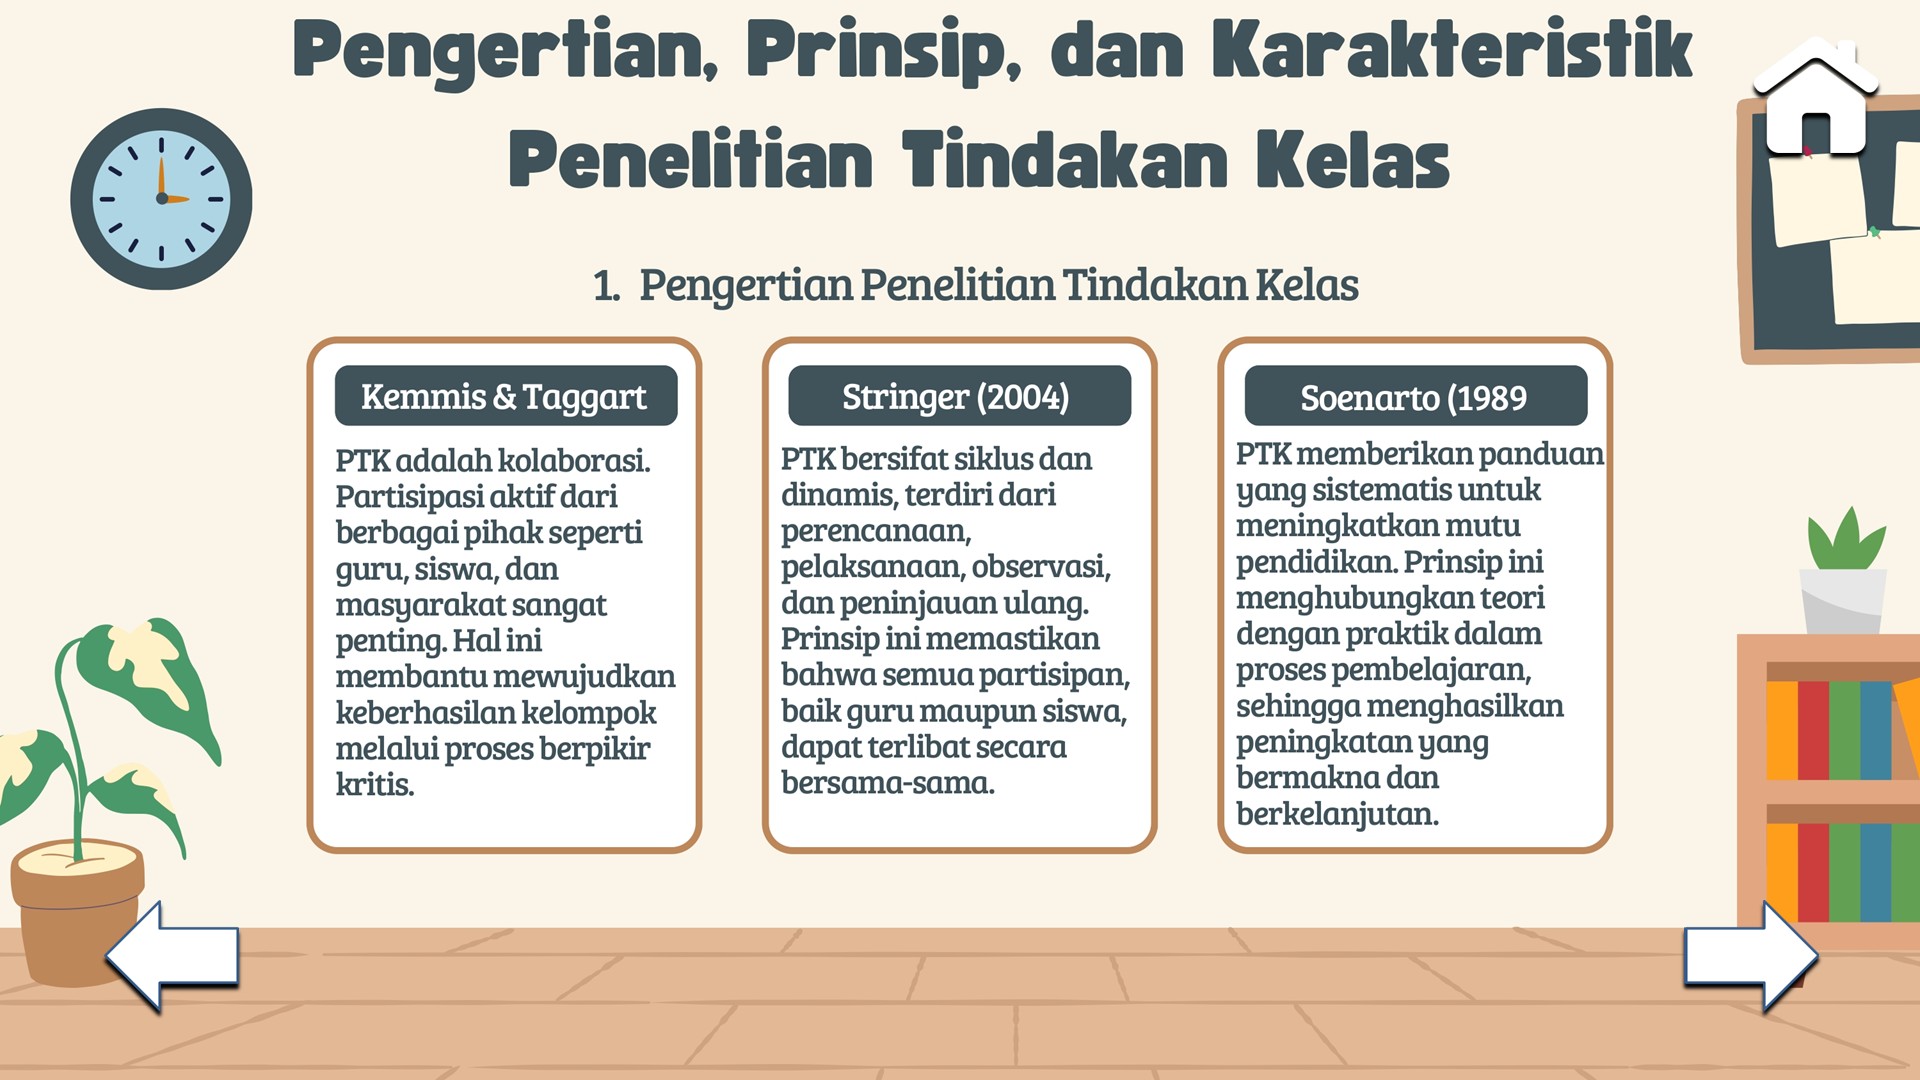 Pengertian, Prinsip, dan Karakteristik
Penelitian Tindakan Kelas
1. Pengertian Penelitian Tindakan Kelas
Kemmis & Taggart
PTK adalah kolaborasi.
Partisipasi aktif dari
berbagai pihak seperti
guru, siswa, dan
masyarakat sangat
penting. Hal ini
membantu mewujudkan
keberhasilan kelompok
melalui proses berpikir
kritis.
Stringer (2004)
PTK bersifat siklus dan
dinamis, terdiri dari
perencanaan,
pelaksanaan, observasi,
dan peninjauan ulang.
Prinsip ini memastikan
bahwa semua partisipan,
baik guru maupun siswa,
dapat terlibat secara
bersama-sama.
Soenarto (1989
PTK memberikan panduan
yang sistematis untuk
meningkatkan mutu
pendidikan. Prinsip ini
menghubungkan teori
dengan praktik dalam
proses pembelajaran,
sehingga menghasilkan
peningkatan yang
bermakna dan
berkelanjutan.